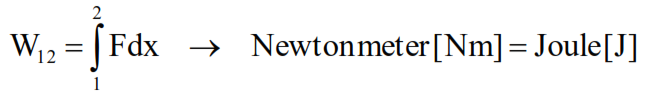 W₁₂ = ∫₁² Fdx → Newtonmeter[Nm] = Joule[J]